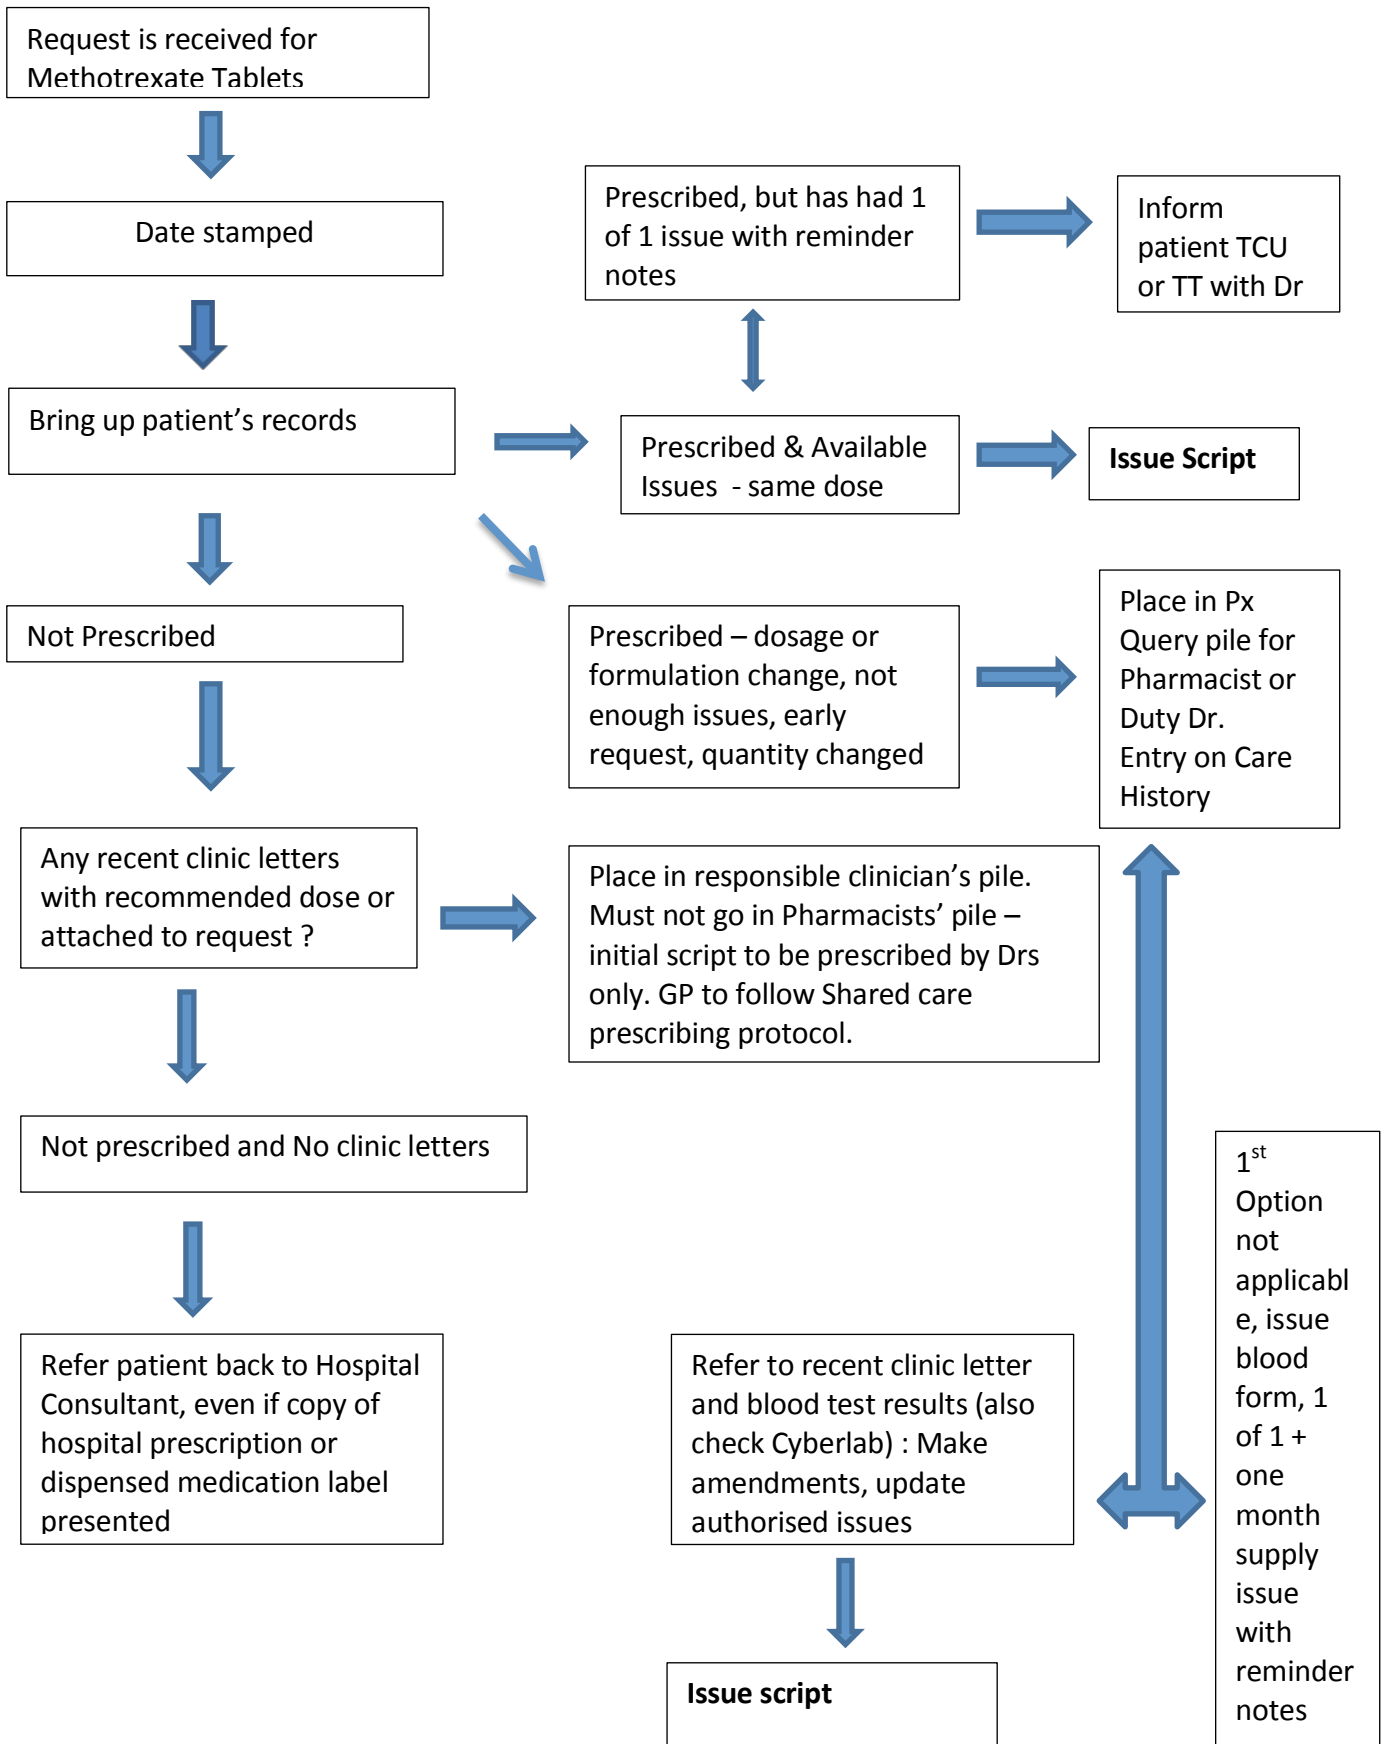 Request is received for
Methotrexate Tablets
Date stamped
Bring up patient’s records
Prescribed, but has had 1
of 1 issue with reminder
notes
Inform
patient TCU
or TT with Dr
Prescribed & Available
Issues - same dose
Issue Script
Not Prescribed
Prescribed – dosage or
formulation change, not
enough issues, early
request, quantity changed
Place in Px
Query pile for
Pharmacist or
Duty Dr.
Entry on Care
History
Any recent clinic letters
with recommended dose or
attached to request ?
Place in responsible clinician’s pile.
Must not go in Pharmacists’ pile –
initial script to be prescribed by Drs
only. GP to follow Shared care
prescribing protocol.
Not prescribed and No clinic letters
Refer patient back to Hospital
Consultant, even if copy of
hospital prescription or
dispensed medication label
presented
Refer to recent clinic letter
and blood test results (also
check Cyberlab) : Make
amendments, update
authorised issues
1st
Option
not
applicabl
e, issue
blood
form, 1
of 1 +
one
month
supply
issue
with
reminder
notes
Issue script